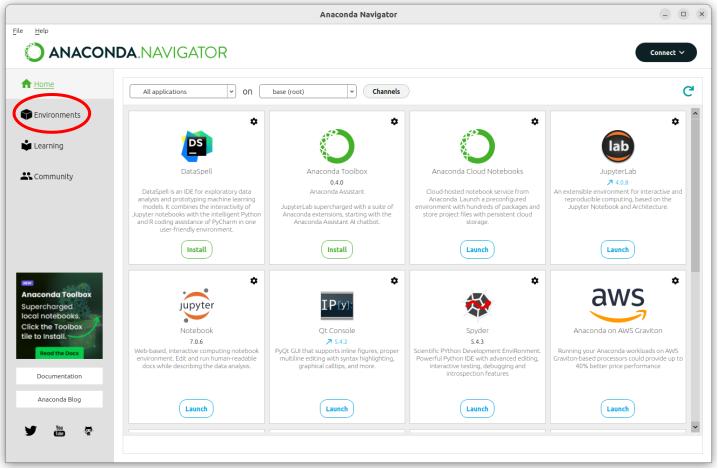 Anaconda Navigator
File Help
ANACONDA.NAVIGATOR
Connect
Home
Environments
Learning
Community
All applications on base (root) Channels
DS
DataSpell
DataSpell is an IDE for exploratory data
analysis and prototyping machine learning
models. It combines the interactivity of
Jupyter notebooks with the intelligent Python
and R coding assistance of PyCharm in one
user-friendly environment.
Install
Anaconda Toolbox
0.4.0
Anaconda Assistant
JupyterLab supercharged with a suite of
Anaconda extensions, starting with the
Anaconda Assistant AI chatbot.
Install
Anaconda Cloud Notebooks
Cloud-hosted notebook service from
Anaconda. Launch a preconfigured
environment with hundreds of packages and
store project files with persistent cloud
storage.
Launch
lab
JupyterLab
4.0.8
An extensible environment for interactive and
reproducible computing, based on the
Jupyter Notebook and Architecture.
Launch
jupyter
Notebook
7.0.6
Web-based, interactive computing notebook
environment. Edit and run human-readable
docs while describing the data analysis.
Launch
IP[y]:
Qt Console
5.4.2
PyQt GUI that supports inline figures, proper
multiline editing with syntax highlighting,
graphical calltips, and more.
Launch
Spyder
5.4.3
Scientific PYthon Development EnviRonment.
Powerful Python IDE with advanced editing,
interactive testing, debugging and
introspection features
Launch
aws
Anaconda on AWS Graviton
Running your Anaconda workloads on AWS
Graviton-based processors could provide up to
40% better price performance
Launch
NEW
Anaconda Toolbox
Supercharged
local notebooks.
Click the Toolbox
tile to Install.
Read the Docs
Documentation
Anaconda Blog
You
Tube